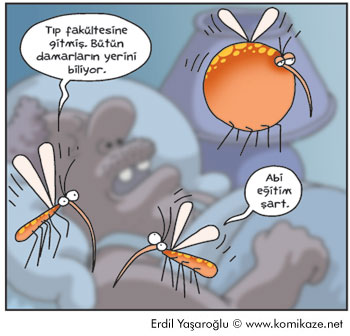 Tıp fakültesine
gitmiş. Bütün
damarların yerini
biliyor.
Abi
eğitim
şart.
Erdil Yaşaroğlu © www.komikaze.net